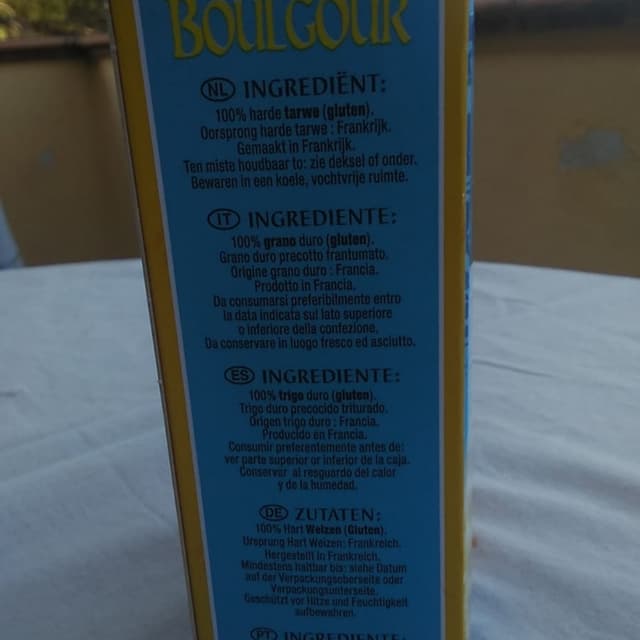 BOULGOUR
NL INGREDIËNT:
100% harde tarwe (gluten).
Oorsprong harde tarwe : Frankrijk.
Gemaakt in Frankrijk.
Ten miste houdbaar to: zie deksel of onder.
Bewaren in een koele, vochtvrije ruimte.
IT INGREDIENTE:
100% grano duro (gluten).
Grano duro precotto frantumato.
Origine grano duro : Francia.
Prodotto in Francia.
Da consumarsi preferibilmente entro
la data indicata sul lato superiore
o inferiore della confezione.
Da conservare in luogo fresco ed asciutto.
ES INGREDIENTE:
100% trigo duro (gluten).
Trigo duro precocido triturado.
Origen trigo duro : Francia.
Producido en Francia.
Consumir preferentemente antes de:
ver parte superior or inferior de la caja.
Conservar al resguardo del calor
y de la humedad.
DE ZUTATEN:
100% Hart Weizen (Gluten).
Ursprung Hart Weizen: Frankreich.
Hergestellt in Frankreich.
Mindestens haltbar bis: siehe Datum
auf der Verpackungsoberseite oder
Verpackungsunterseite.
Geschützt vor Hitze und Feuchtigkeit
aufbewahren.
PT INGREDIENTE: